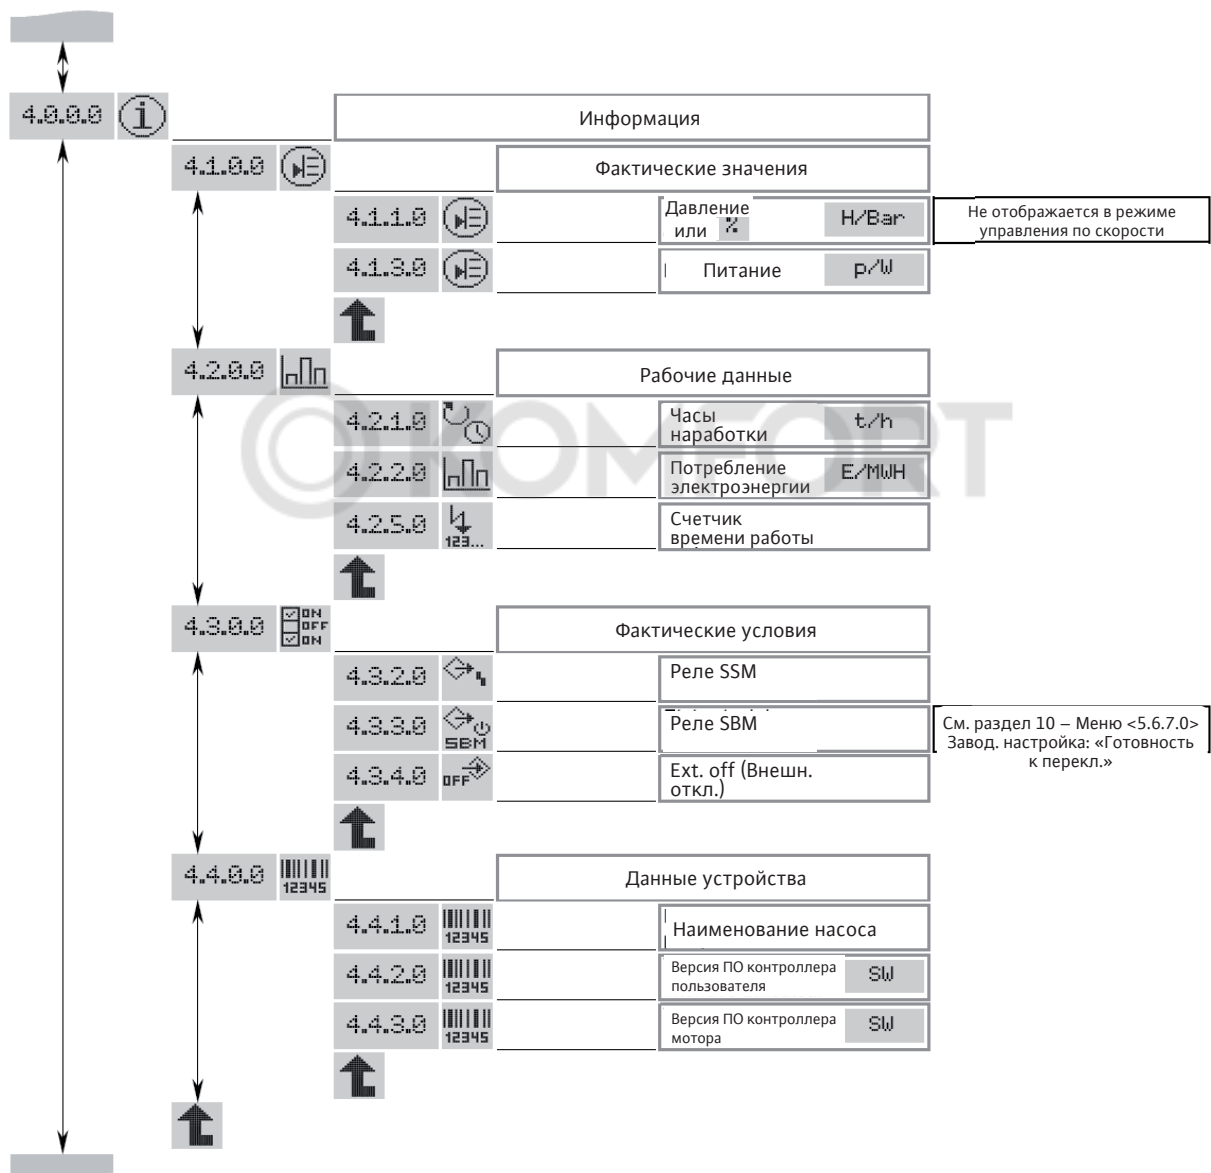 4.0.0.0 i Информация
4.1.0.0 Фактические значения
4.1.1.0 Давление или % H/Bar
Не отображается в режиме
управления по скорости
4.1.3.0 Питание p/W
4.2.0.0 Рабочие данные
4.2.1.0 Часы
наработки t/h
4.2.2.0 Потребление
электроэнергии E/MWH
4.2.5.0 123... Счетчик
времени работы
4.3.0.0 ON
OFF
ON
Фактические условия
4.3.2.0 Реле SSM
4.3.3.0 SBM Реле SBM
См. раздел 10 – Меню <5.6.7.0>
Завод. настройка: «Готовность
к перекл.»
4.3.4.0 OFF Ext. off (Внешн.
откл.)
4.4.0.0 12345 Данные устройства
4.4.1.0 12345 Наименование насоса
4.4.2.0 12345 Версия ПО контроллера
пользователя SW
4.4.3.0 12345 Версия ПО контроллера
мотора SW
KOMFORT